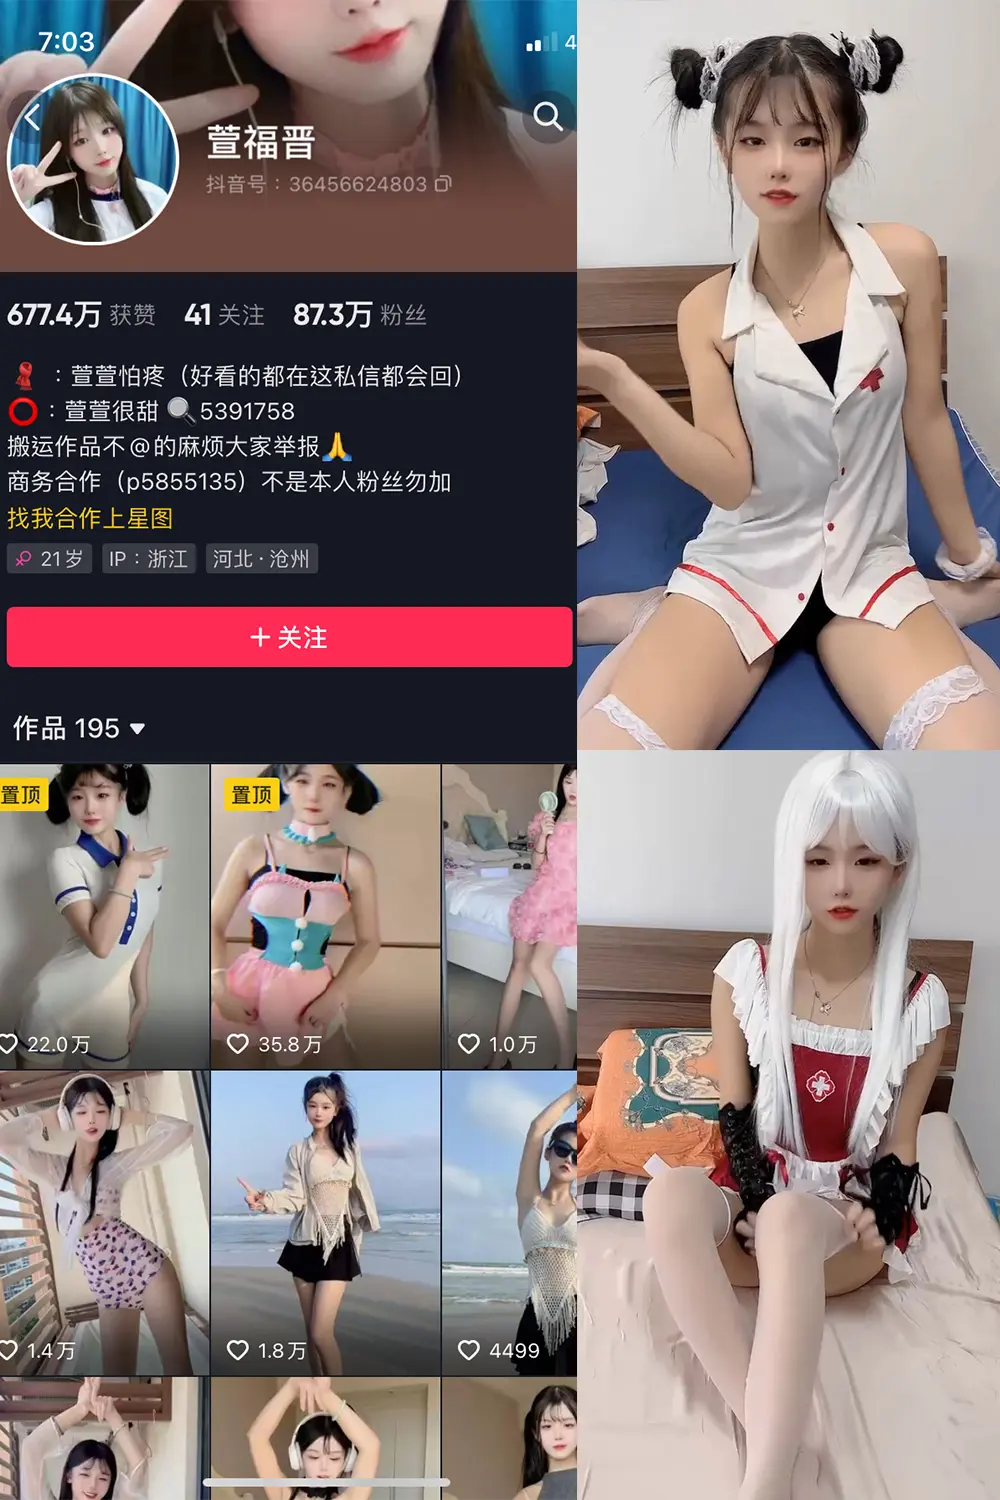 7:03
4
萱福晋
抖音号：36456624803
677.4万 获赞 41 关注 87.3万 粉丝
：萱萱怕疼（好看的都在这私信都会回）
：萱萱很甜 5391758
搬运作品不@的麻烦大家举报
商务合作（p5855135）不是本人粉丝勿加
找我合作上星图
21岁 IP：浙江 河北·沧州
+ 关注
作品 195
置顶 置顶
22.0万 35.8万 1.0万
1.4万 1.8万 4499